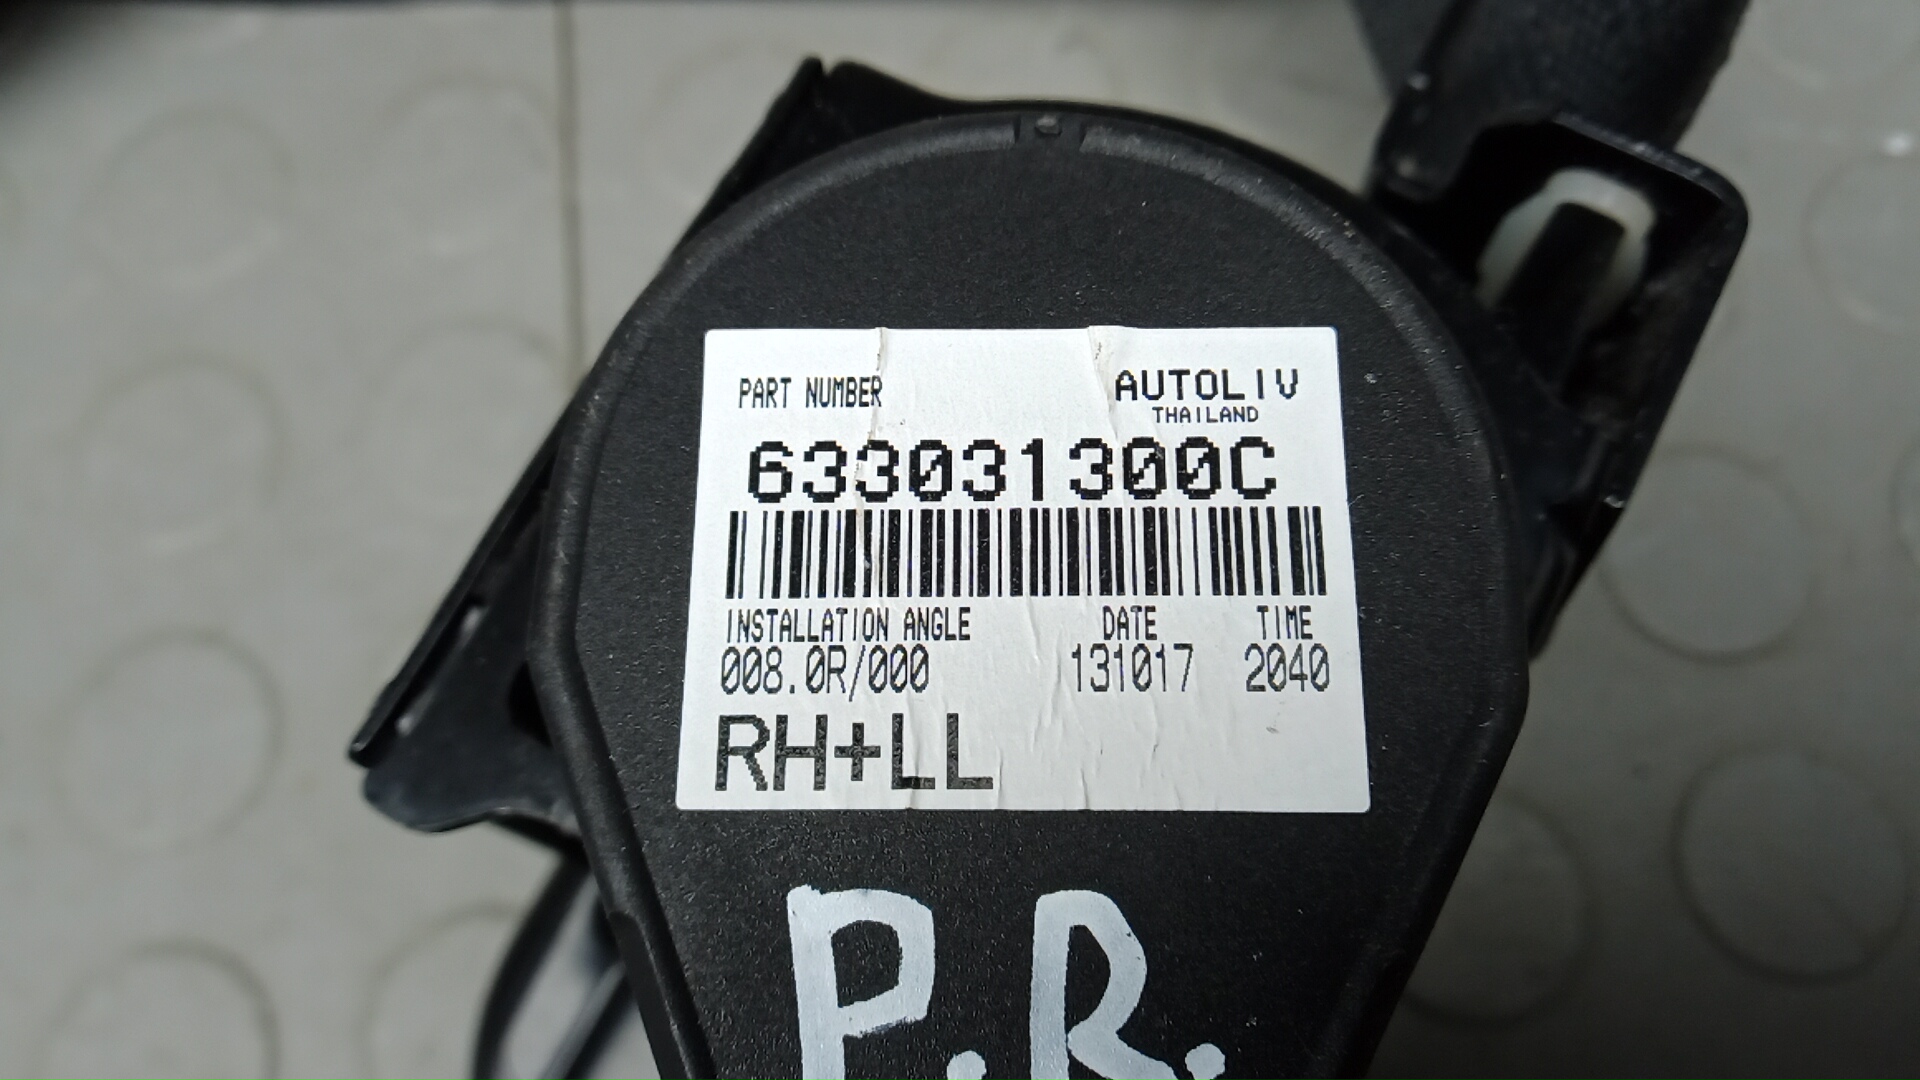 PART NUMBER
AUTOLIV
THAILAND
633031300C
INSTALLATION ANGLE DATE TIME
008.0R/000 131017 2040
RH+LL
P.R.